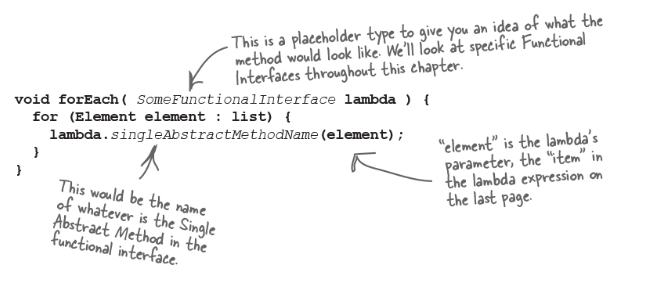 This is a placeholder type to give you an idea of what the
method would look like. We'll look at specific Functional
Interfaces throughout this chapter.
void forEach( SomeFunctionalInterface lambda ) {
for (Element element : list) {
lambda.singleAbstractMethodName(element);
}
}
"element" is the lambda's
parameter, the "item" in
the lambda expression on
the last page.
This would be the name
of whatever is the Single
Abstract Method in the
functional interface.